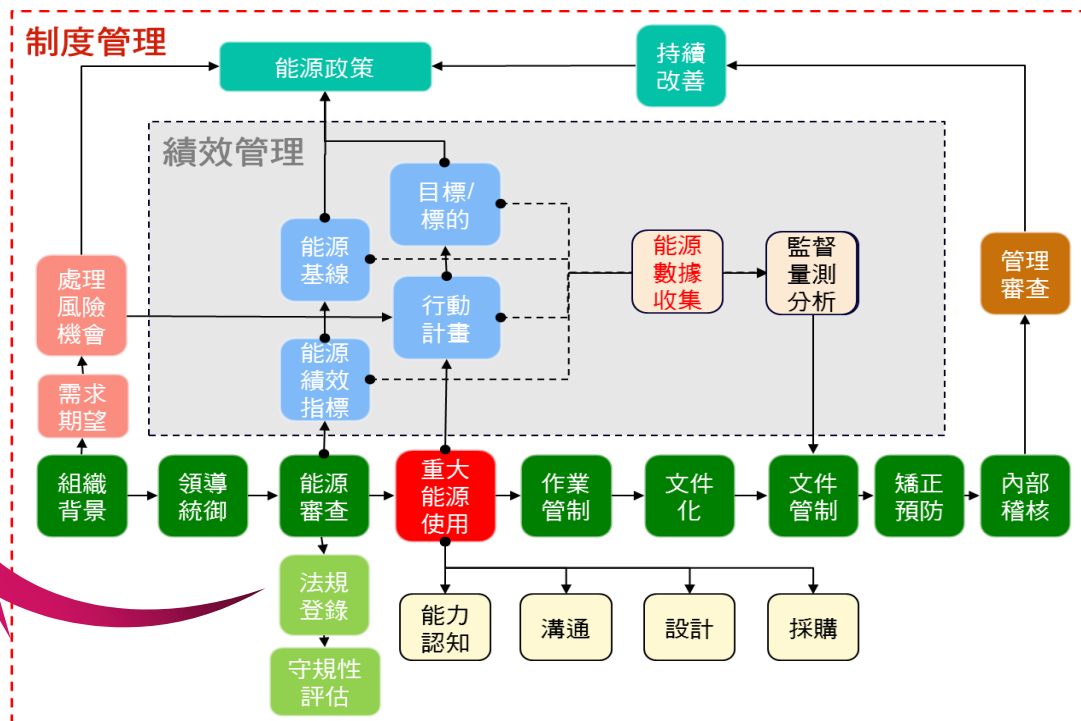 制度管理
能源政策
持續
改善
績效管理
目標/
標的
能源
基線
能源
數據
收集
監督
量測
分析
管理
審查
處理
風險
機會
行動
計畫
能源
績效
指標
需求
期望
組織
背景
領導
統御
能源
審查
重大
能源
使用
作業
管制
文件
化
文件
管制
矯正
預防
內部
稽核
法規
登錄
能力
認知
溝通
設計
採購
守規性
評估